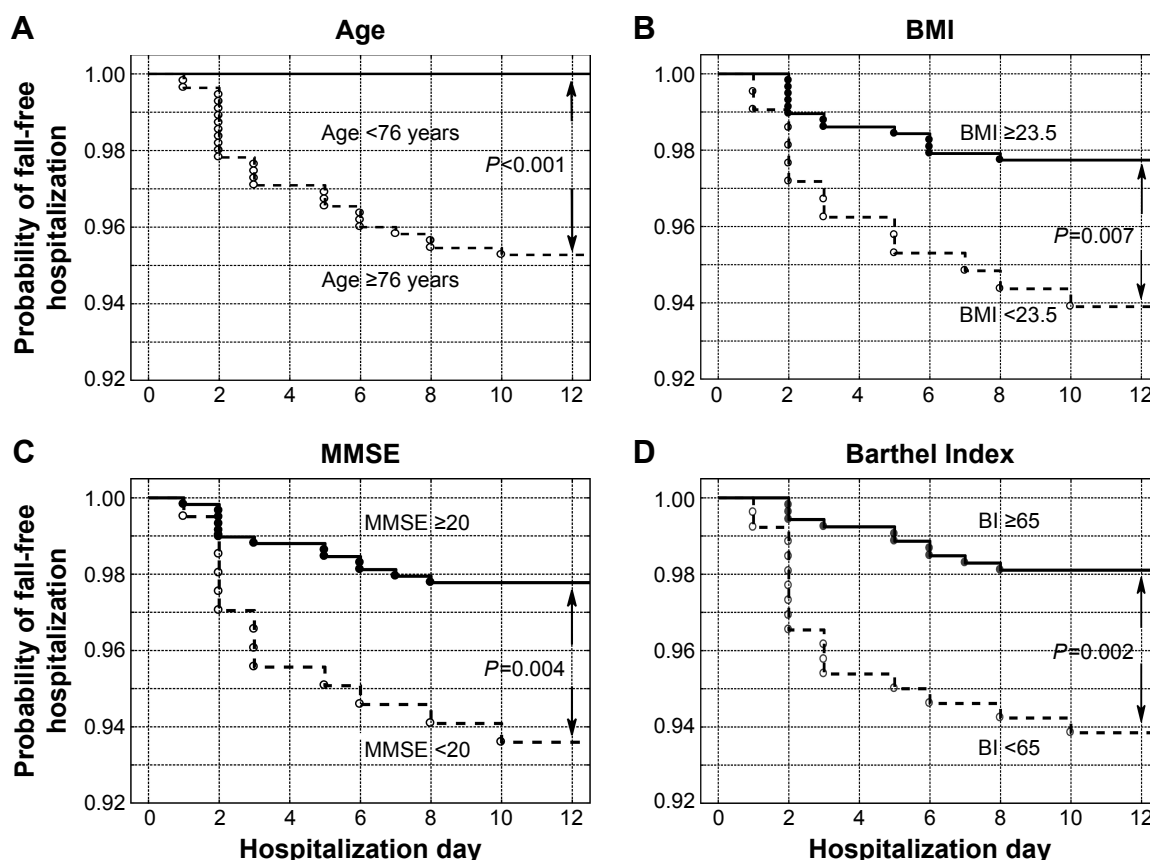 A
Age
Probability of fall-free
hospitalization
1.00
0.98
0.96
0.94
0.92
Age <76 years
P<0.001
Age ≥76 years
0 2 4 6 8 10 12
B
BMI
1.00
0.98
0.96
0.94
0.92
BMI ≥23.5
P=0.007
BMI <23.5
0 2 4 6 8 10 12
C
MMSE
Probability of fall-free
hospitalization
1.00
0.98
0.96
0.94
0.92
MMSE ≥20
P=0.004
MMSE <20
0 2 4 6 8 10 12
Hospitalization day
D
Barthel Index
1.00
0.98
0.96
0.94
0.92
BI ≥65
P=0.002
BI <65
0 2 4 6 8 10 12
Hospitalization day